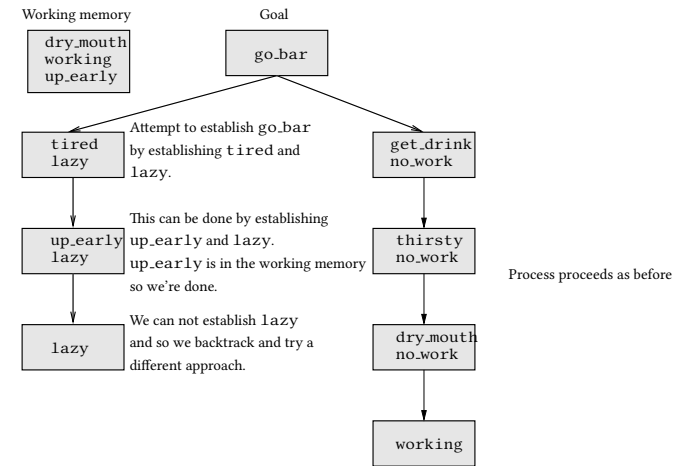 Working memory
Goal
dry_mouth
working
up_early
go_bar
tired
lazy
Attempt to establish go_bar
by establishing tired and
lazy.
get_drink
no_work
up_early
lazy
This can be done by establishing
up_early and lazy.
up_early is in the working memory
so we're done.
thirsty
no_work
Process proceeds as before
lazy
We can not establish lazy
and so we backtrack and try a
different approach.
dry_mouth
no_work
working